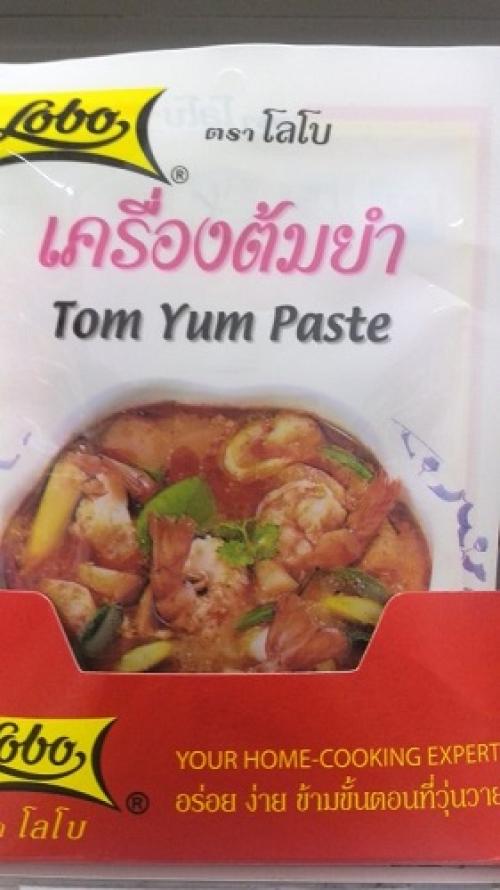 Lobo
® ตรา โลโบ
เครื่องต้มยำ
Tom Yum Paste
Lobo
® YOUR HOME-COOKING EXPERT
อร่อย ง่าย ข้ามขั้นตอนที่วุ่นวาย
โลโบ